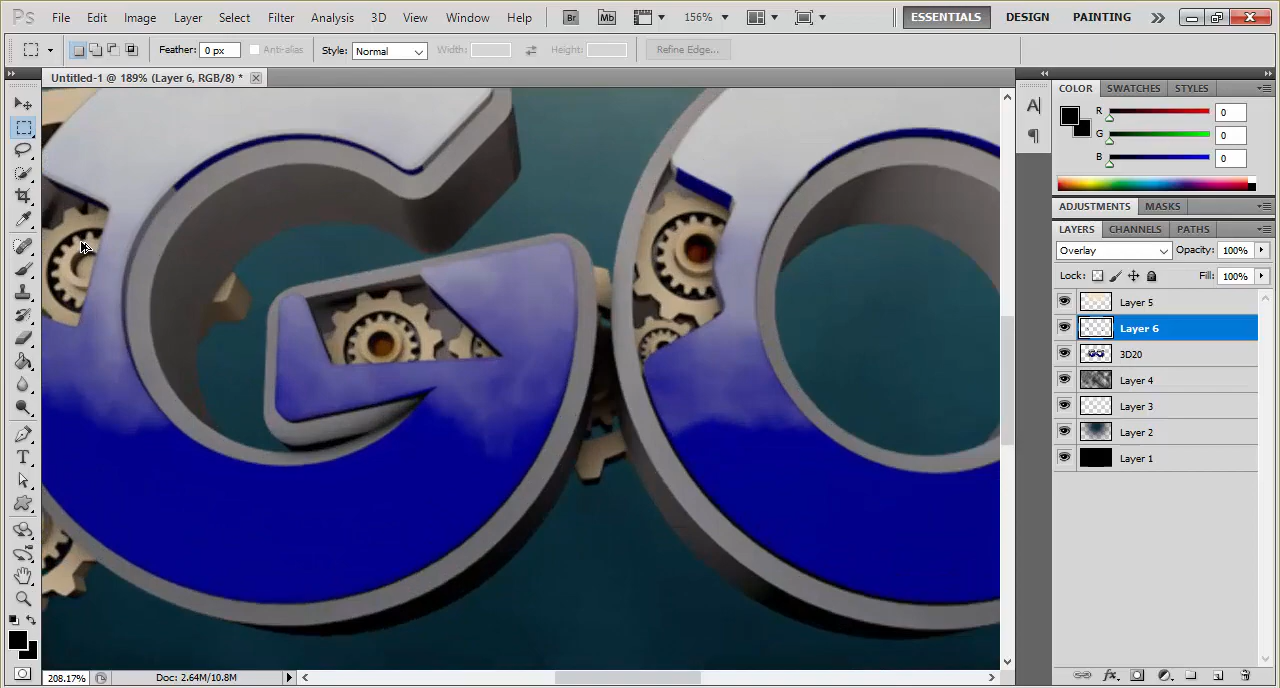 Ps File Edit Image Layer Select Filter Analysis 3D View Window Help Br Mb 156% ESSENTIALS DESIGN PAINTING
Feather: 0 px Anti-alias Style: Normal Width: Height: Refine Edge...
Untitled-1 @ 189% (Layer 6, RGB/8) *
COLOR SWATCHES STYLES
R 0
G 0
B 0
ADJUSTMENTS MASKS
LAYERS CHANNELS PATHS
Overlay Opacity: 100%
Lock: Fill: 100%
Layer 5
Layer 6
3D20
Layer 4
Layer 3
Layer 2
Layer 1
208.17% Doc: 2.64M/10.8M